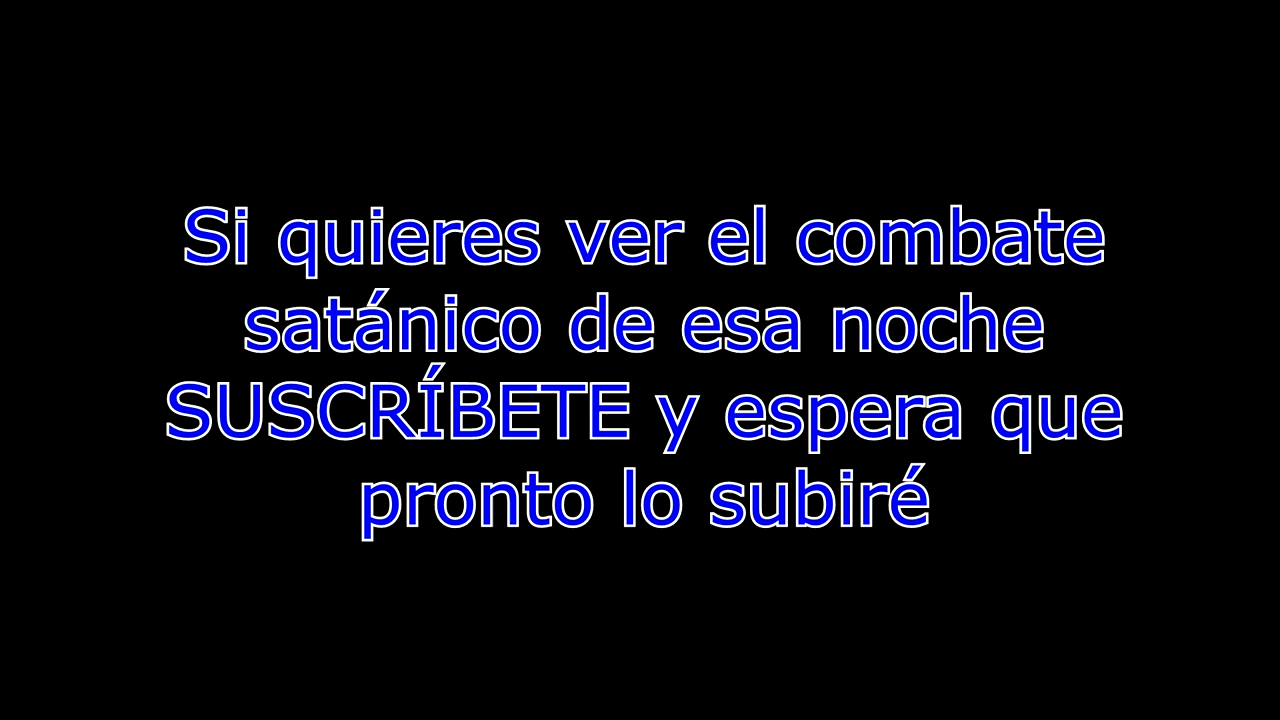 Si quieres ver el combate
satánico de esa noche
SUSCRÍBETE y espera que
pronto lo subiré